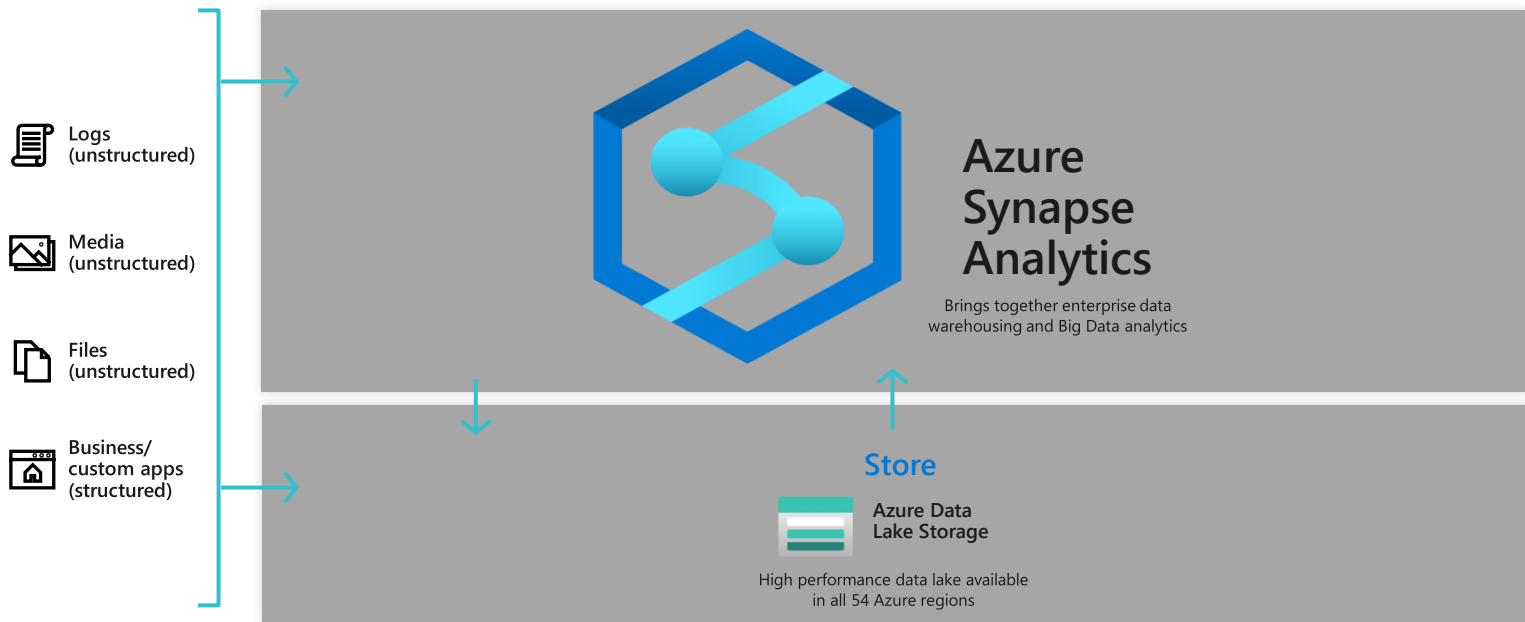 Logs
(unstructured)
Media
(unstructured)
Files
(unstructured)
Business/
custom apps
(structured)
Azure
Synapse
Analytics
Brings together enterprise data
warehousing and Big Data analytics
Store
Azure Data
Lake Storage
High performance data lake available
in all 54 Azure regions